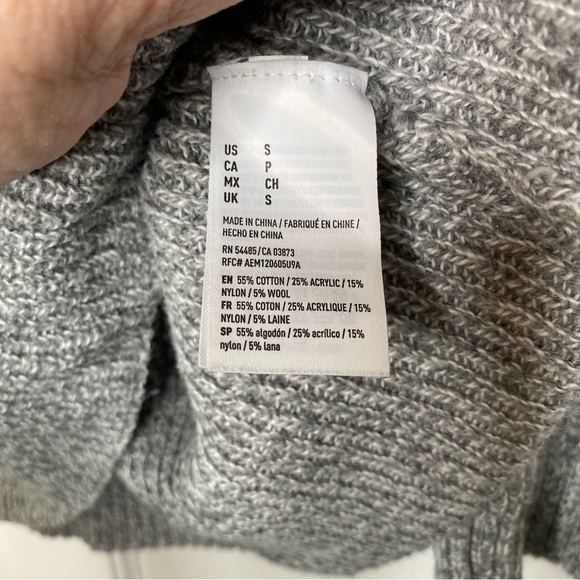 US S
CA P
MX CH
UK S
MADE IN CHINA / FABRIQUÉ EN CHINE /
HECHO EN CHINA
RN 54485 / CA 03873
RFC# AEM120605U9A
EN 55% COTTON / 25% ACRYLIC / 15%
NYLON / 5% WOOL
FR 55% COTON / 25% ACRYLIQUE / 15%
NYLON / 5% LAINE
SP 55% algodón / 25% acrílico / 15%
nylon / 5% lana